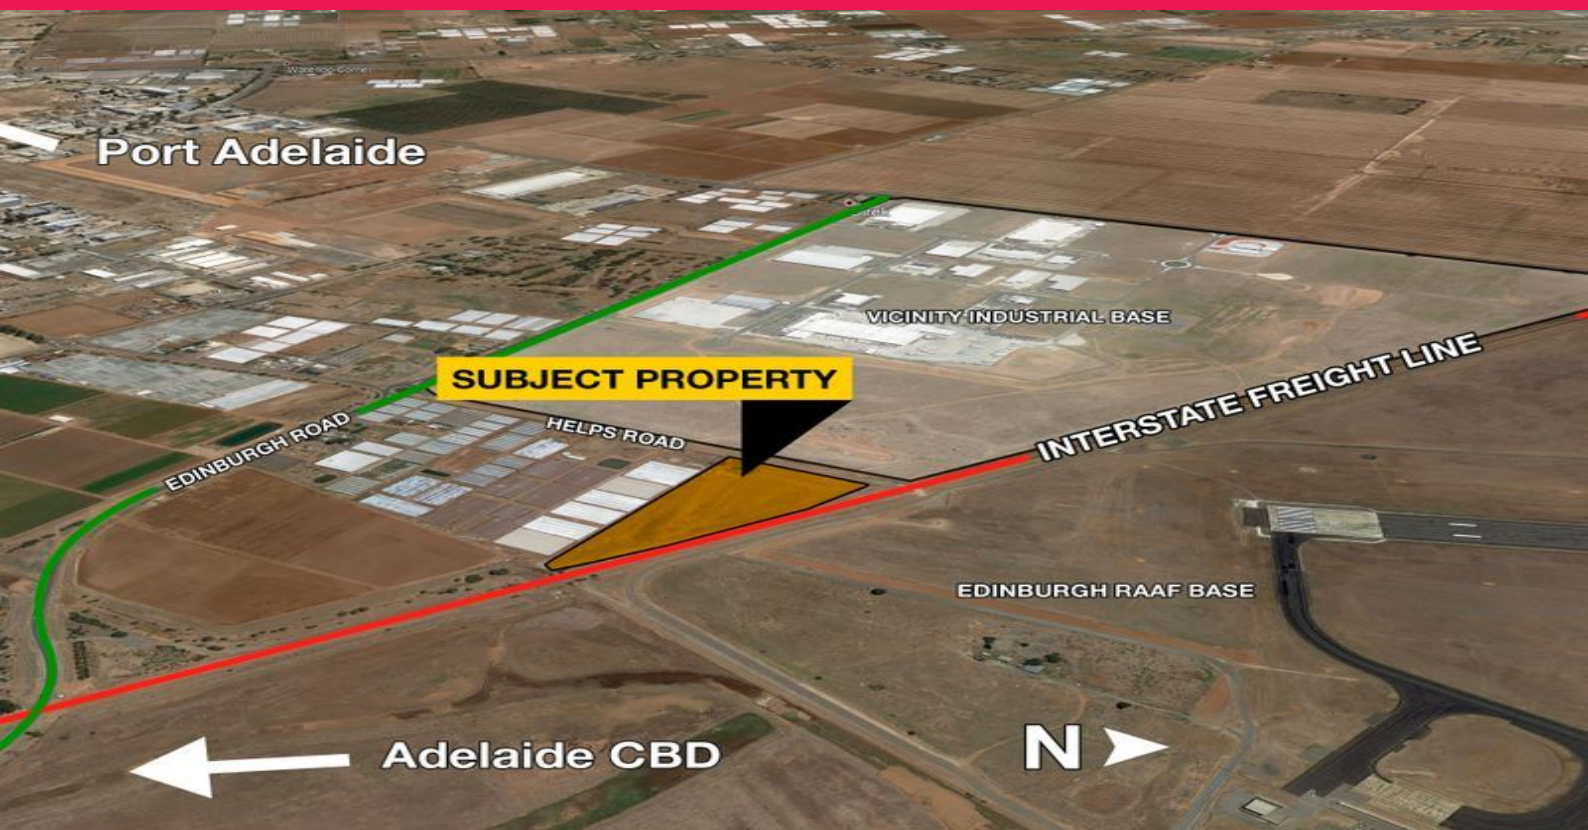 Port Adelaide
VICINITY INDUSTRIAL BASE
INTERSTATE FREIGHT LINE
SUBJECT PROPERTY
HELPS ROAD
EDINBURGH ROAD
EDINBURGH RAAF BASE
Adelaide CBD
N